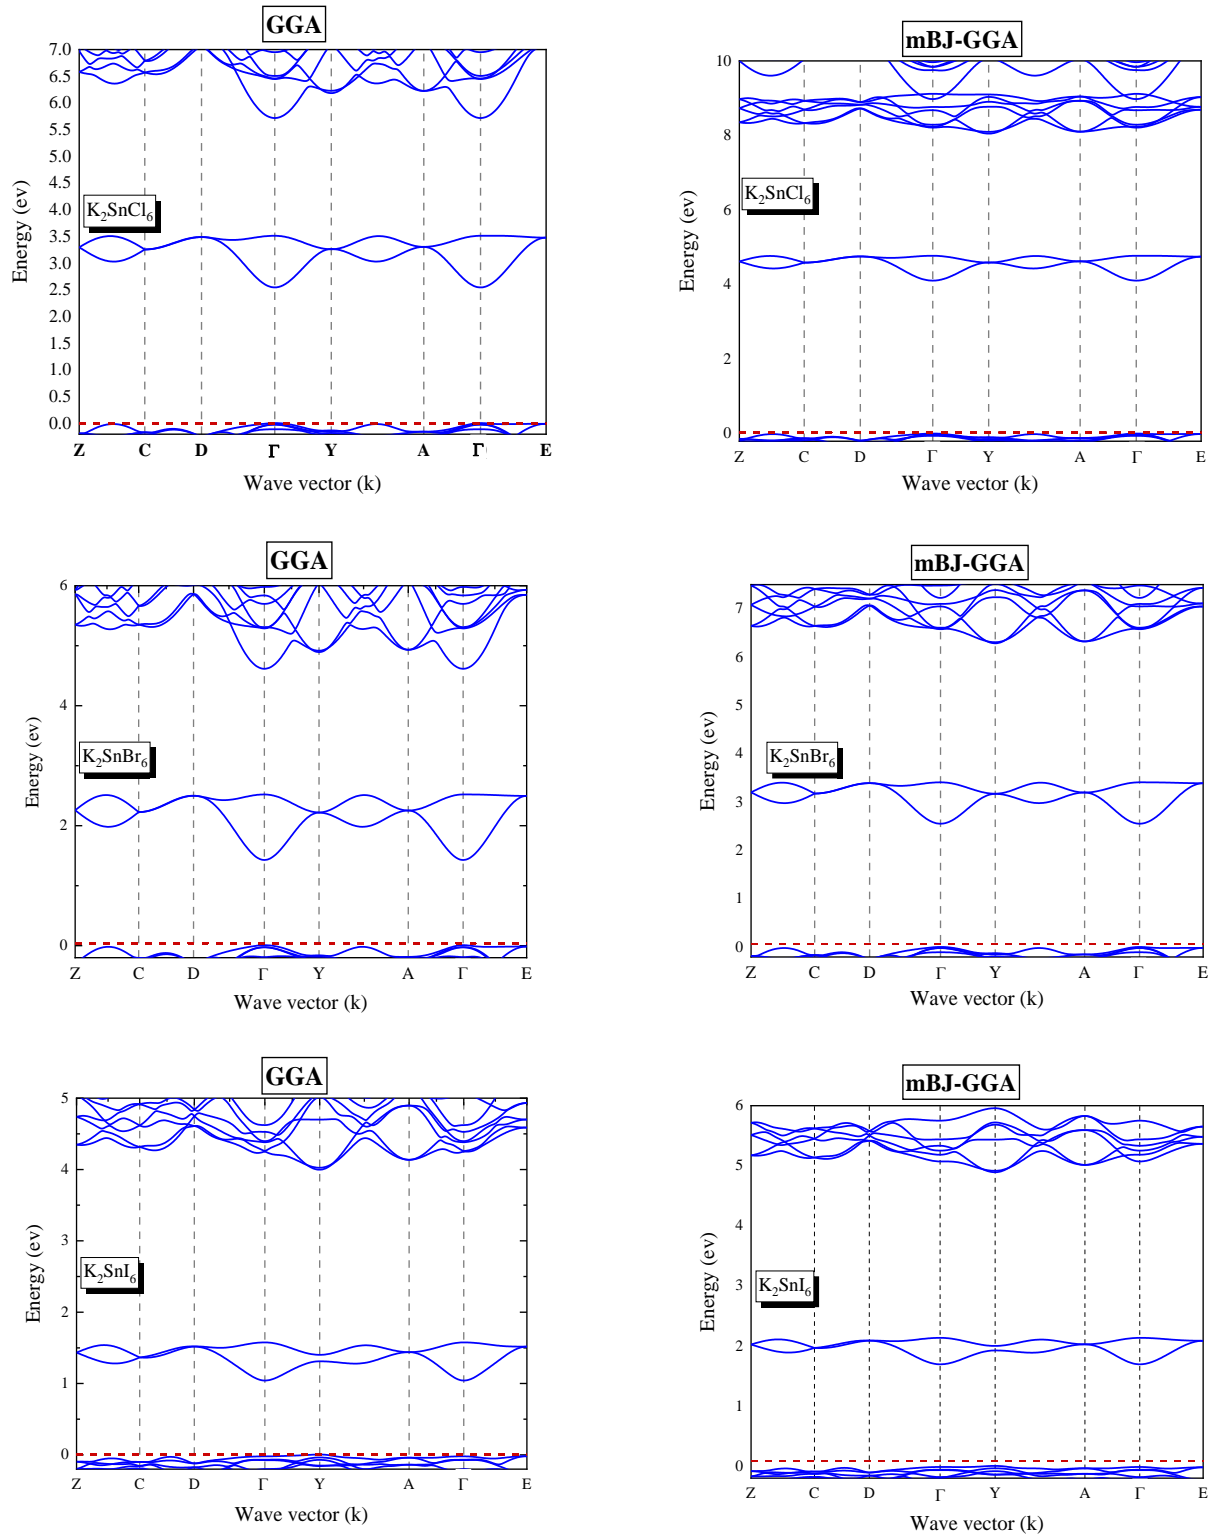 GGA
7.0
6.5
6.0
5.5
5.0
4.5
4.0
3.5
3.0
2.5
2.0
1.5
1.0
0.5
0.0
Energy (ev)
K₂SnCl₆
Z C D Γ Y A Γ E
Wave vector (k)
mBJ-GGA
10
8
6
4
2
0
Energy (ev)
K₂SnCl₆
Z C D Γ Y A Γ E
Wave vector (k)
GGA
6
4
2
0
Energy (ev)
K₂SnBr₆
Z C D Γ Y A Γ E
Wave vector (k)
mBJ-GGA
7
6
5
4
3
2
1
0
Energy (ev)
K₂SnBr₆
Z C D Γ Y A Γ E
Wave vector (k)
GGA
5
4
3
2
1
0
Energy (ev)
K₂SnI₆
Z C D Γ Y A Γ E
Wave vector (k)
mBJ-GGA
6
5
4
3
2
1
0
Energy (ev)
K₂SnI₆
Z C D Γ Y A Γ E
Wave vector (k)